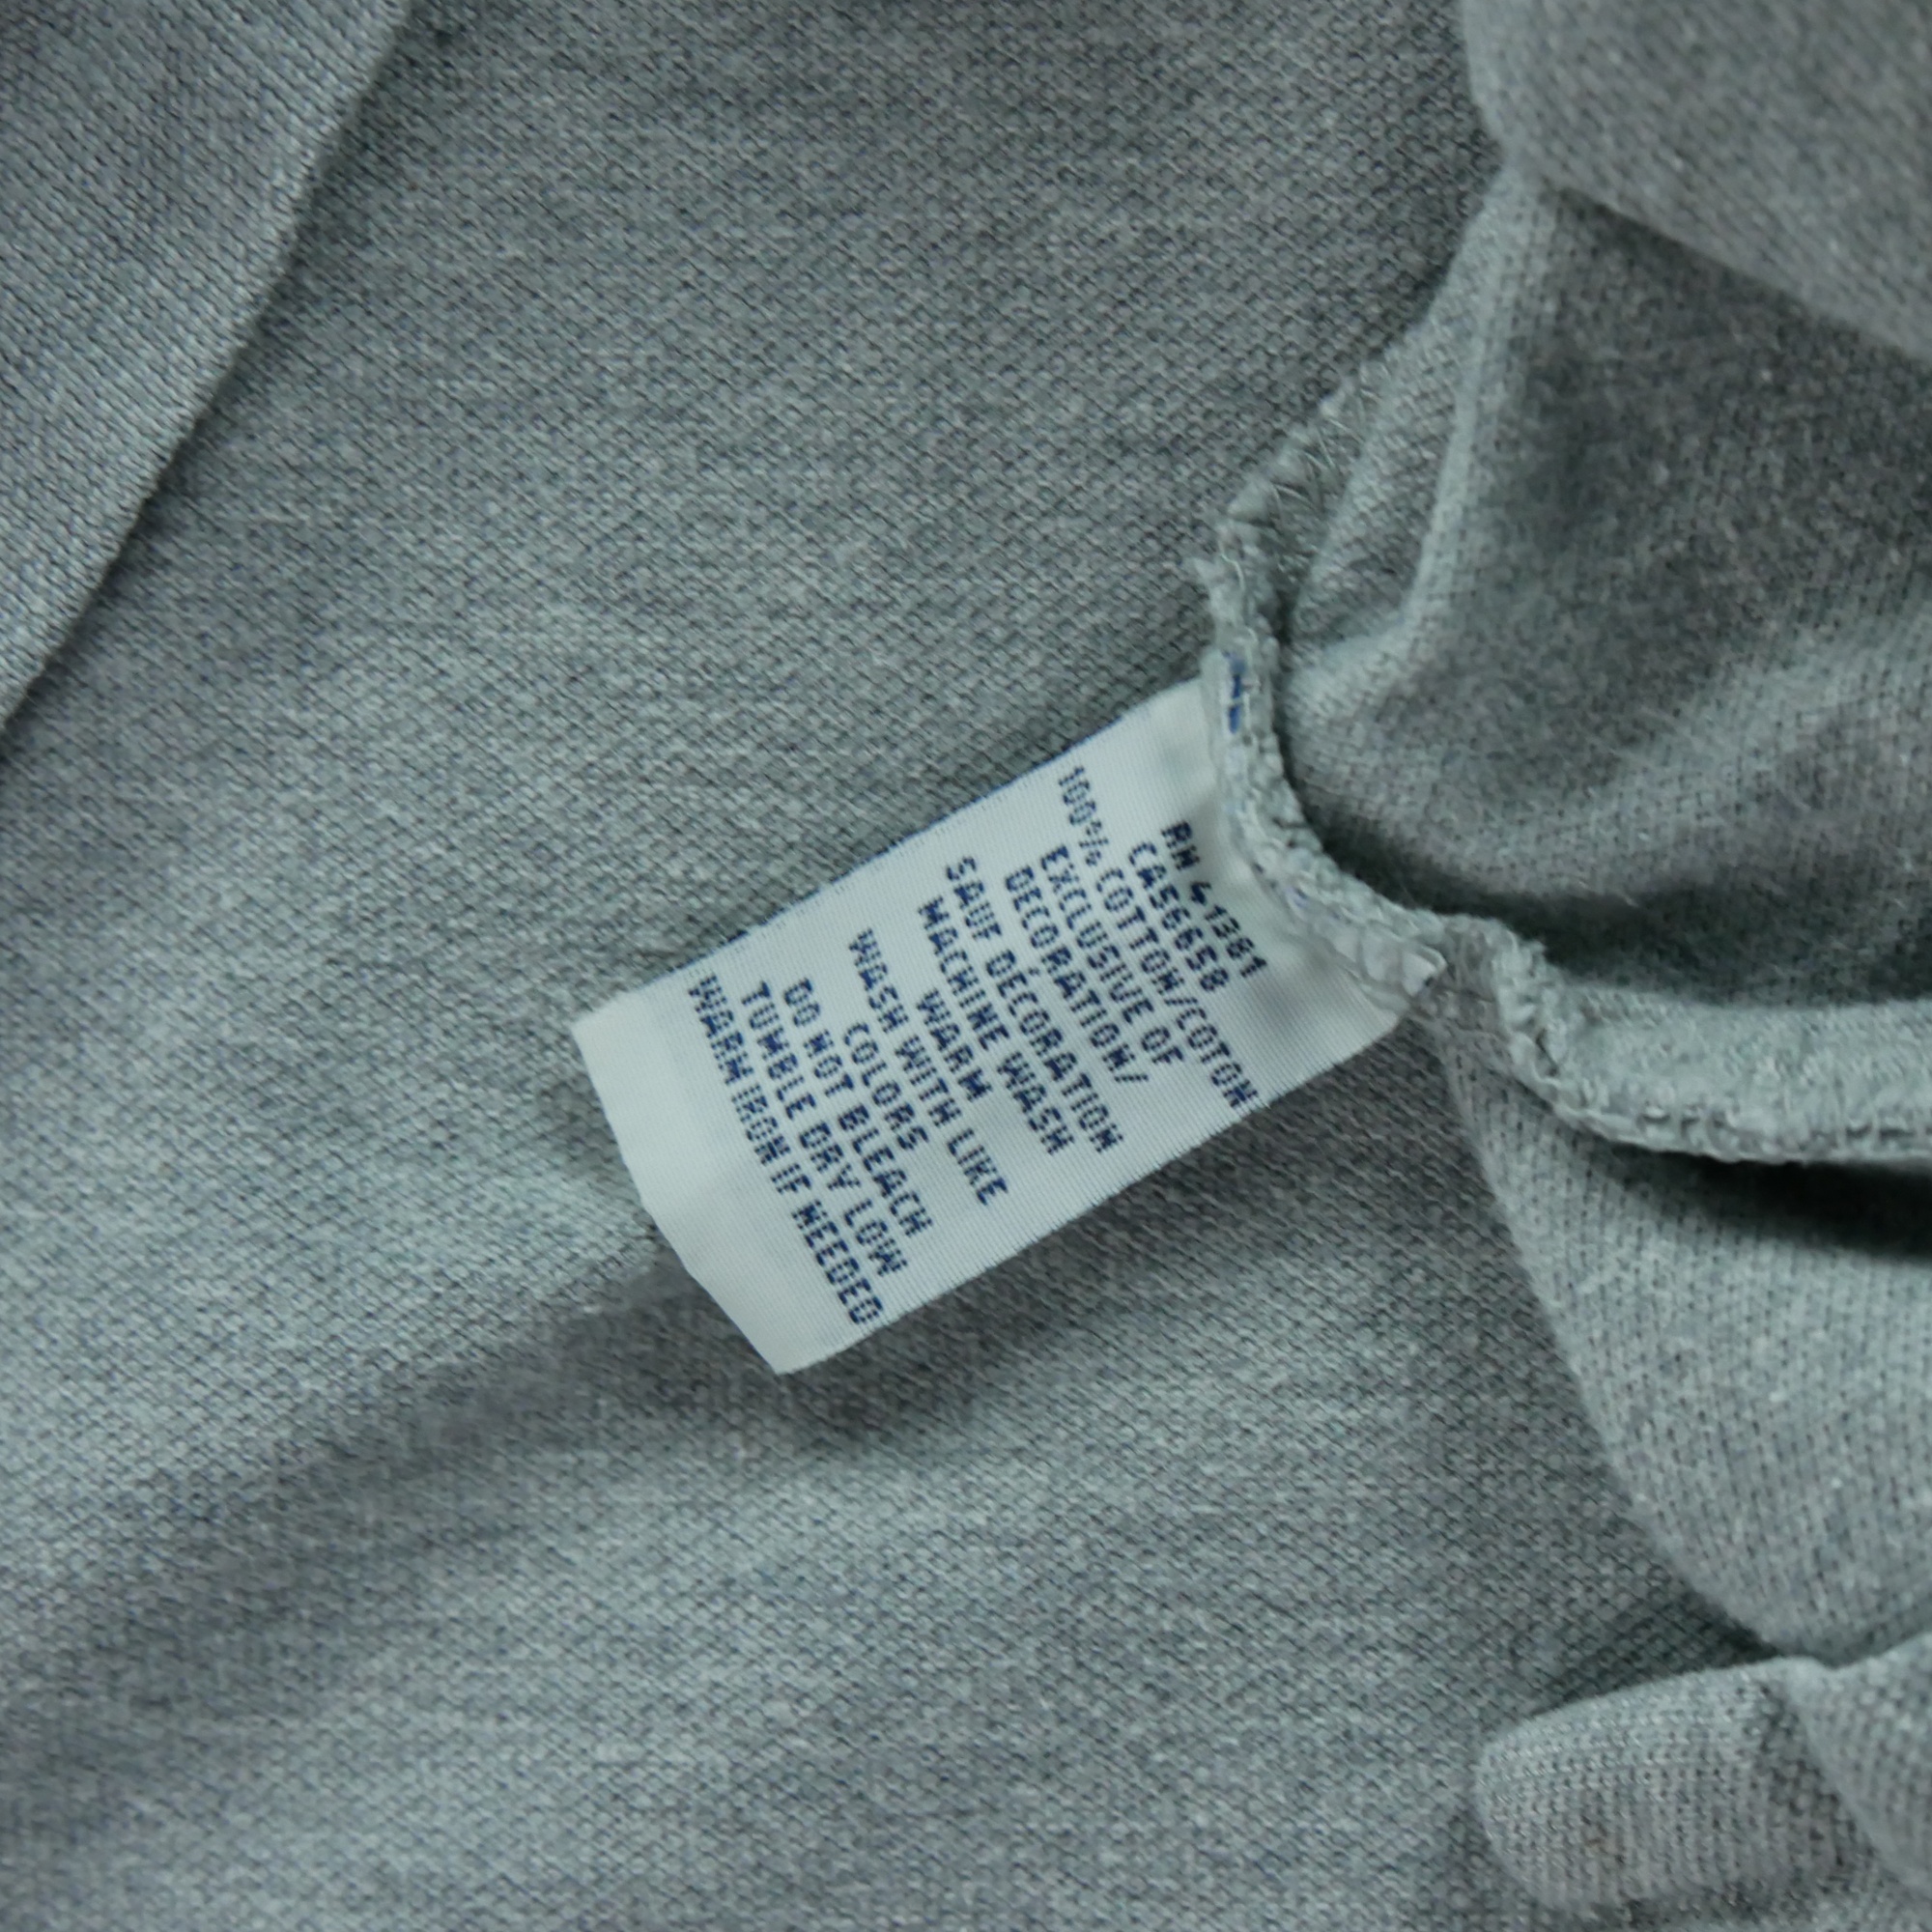 RN 41381
CA56658
100% COTTON/COTON
EXCLUSIVE OF
DECORATION/
SAUF DÉCORATION
MACHINE WASH
WARM
WASH WITH LIKE
COLORS
DO NOT BLEACH
TUMBLE DRY LOW
WARM IRON IF NEEDED